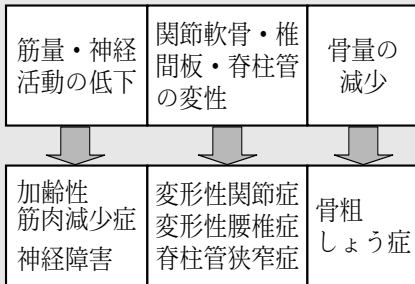 筋量・神経
活動の低下
関節軟骨・椎
間板・脊柱管
の変性
骨量の
減少
加齢性
筋肉減少症
神経障害
変形性関節症
変形性腰椎症
脊柱管狭窄症
骨粗
しょう症